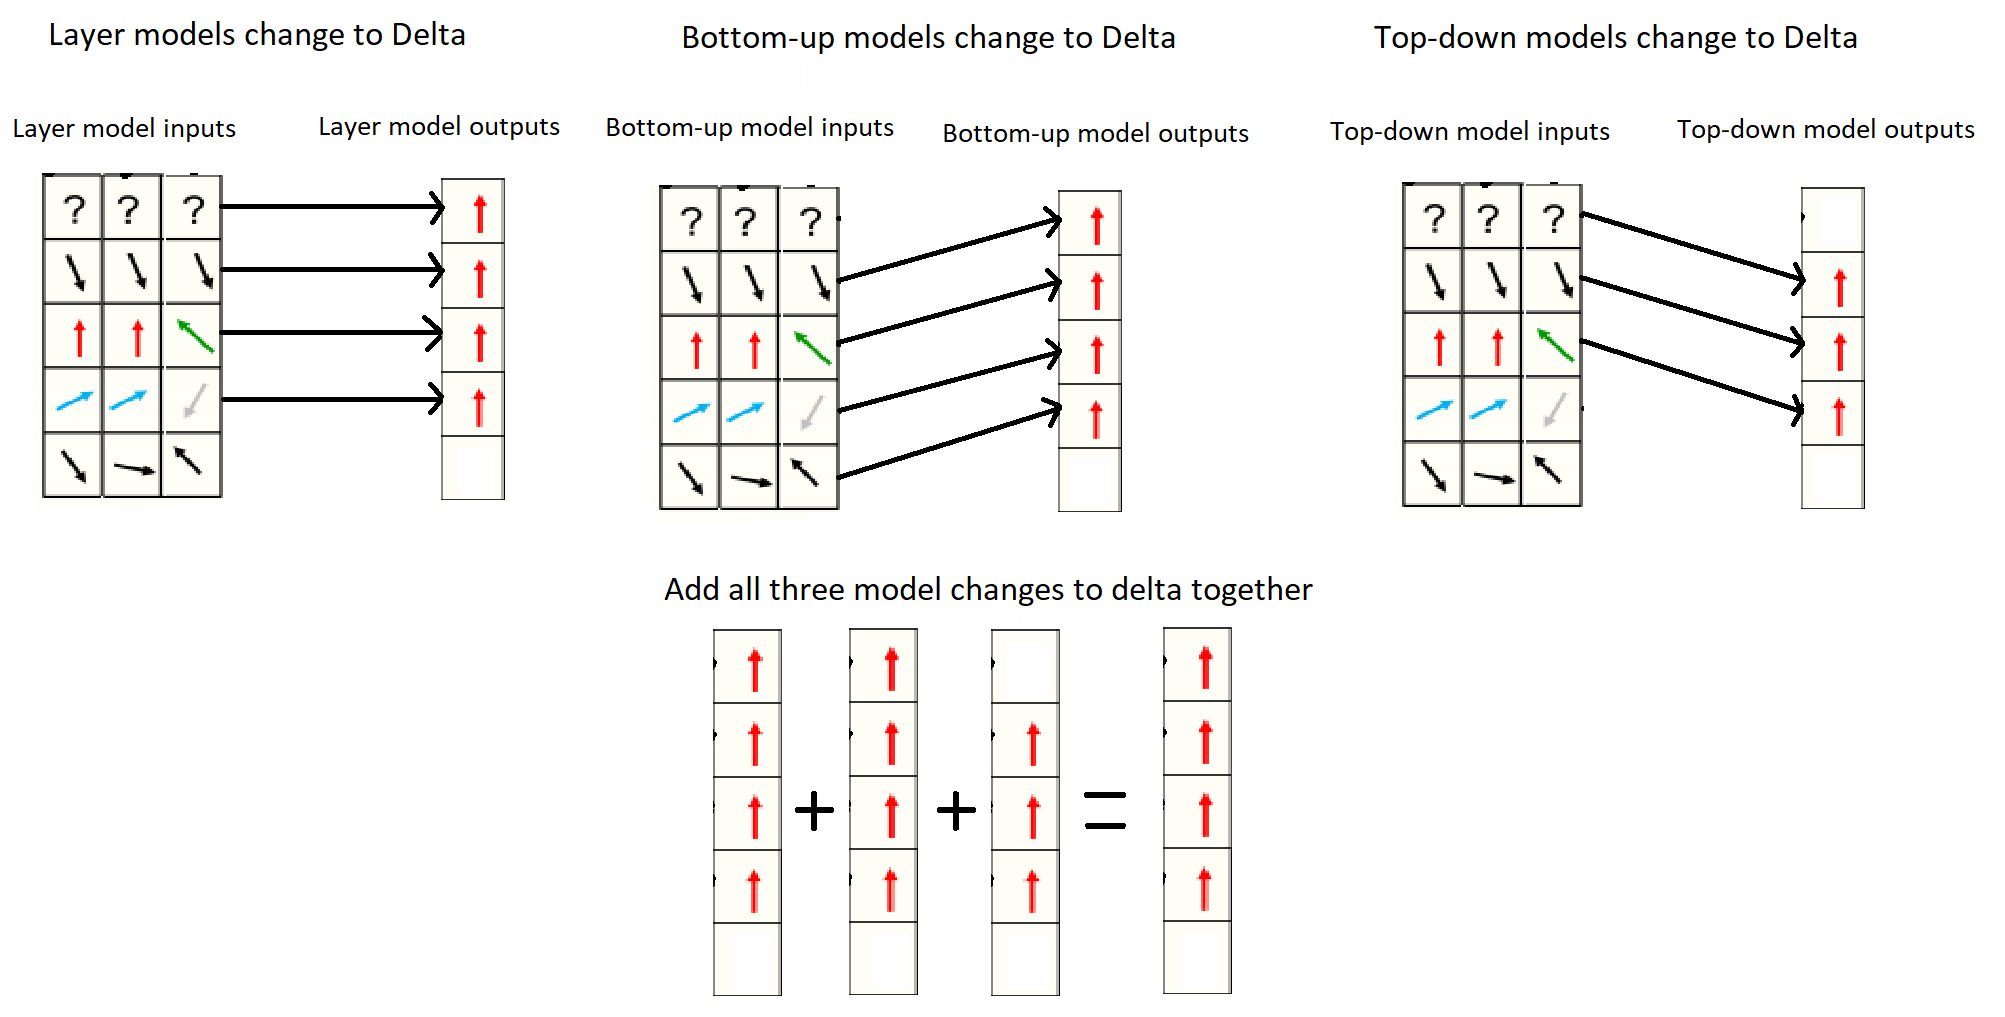 Layer models change to Delta
Bottom-up models change to Delta
Top-down models change to Delta
Layer model inputs
Layer model outputs
Bottom-up model inputs
Bottom-up model outputs
Top-down model inputs
Top-down model outputs
? ? ?
? ? ?
? ? ?
Add all three model changes to delta together
+ + =